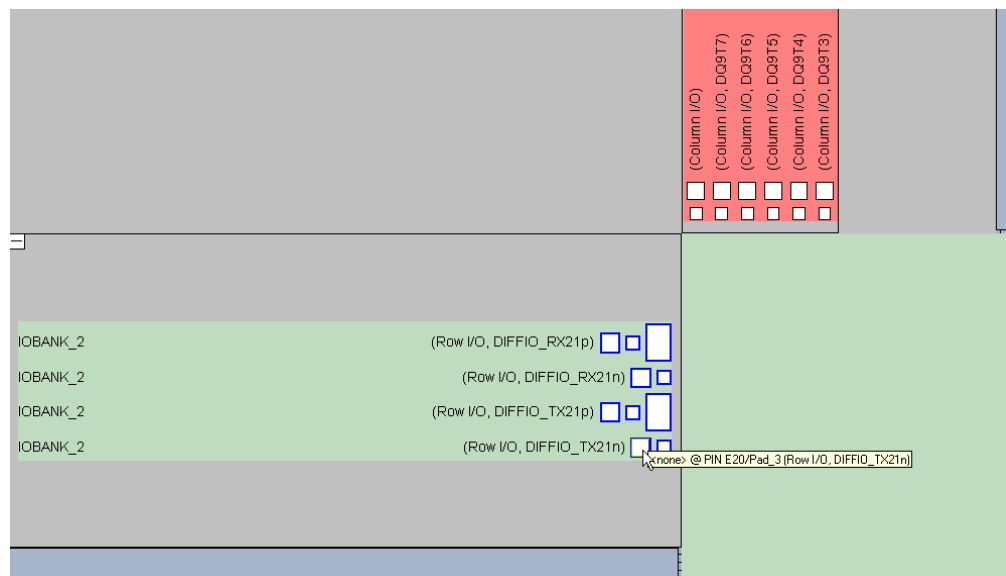 (Column I/O)
(Column I/O, DQ9T7)
(Column I/O, DQ9T6)
(Column I/O, DQ9T5)
(Column I/O, DQ9T4)
(Column I/O, DQ9T3)
IOBANK_2 (Row I/O, DIFFIO_RX21p)
IOBANK_2 (Row I/O, DIFFIO_RX21n)
IOBANK_2 (Row I/O, DIFFIO_TX21p)
IOBANK_2 (Row I/O, DIFFIO_TX21n)
<none> @ PIN E20/Pad_3 (Row I/O, DIFFIO_TX21n)